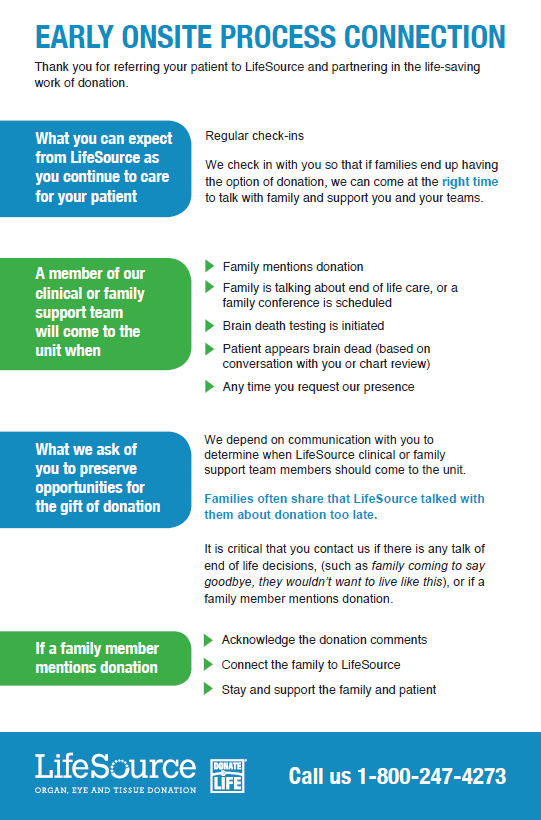 EARLY ONSITE PROCESS CONNECTION
Thank you for referring your patient to LifeSource and partnering in the life-saving
work of donation.
What you can expect
from LifeSource as
you continue to care
for your patient
Regular check-ins
We check in with you so that if families end up having
the option of donation, we can come at the right time
to talk with family and support you and your teams.
A member of our
clinical or family
support team
will come to the
unit when
Family mentions donation
Family is talking about end of life care, or a
family conference is scheduled
Brain death testing is initiated
Patient appears brain dead (based on
conversation with you or chart review)
Any time you request our presence
What we ask of
you to preserve
opportunities for
the gift of donation
We depend on communication with you to
determine when LifeSource clinical or family
support team members should come to the unit.
Families often share that LifeSource talked with
them about donation too late.
It is critical that you contact us if there is any talk of
end of life decisions, (such as family coming to say
goodbye, they wouldn’t want to live like this), or if a
family member mentions donation.
If a family member
mentions donation
Acknowledge the donation comments
Connect the family to LifeSource
Stay and support the family and patient
LifeSource
ORGAN, EYE AND TISSUE DONATION
DONATE
LIFE
Call us 1-800-247-4273